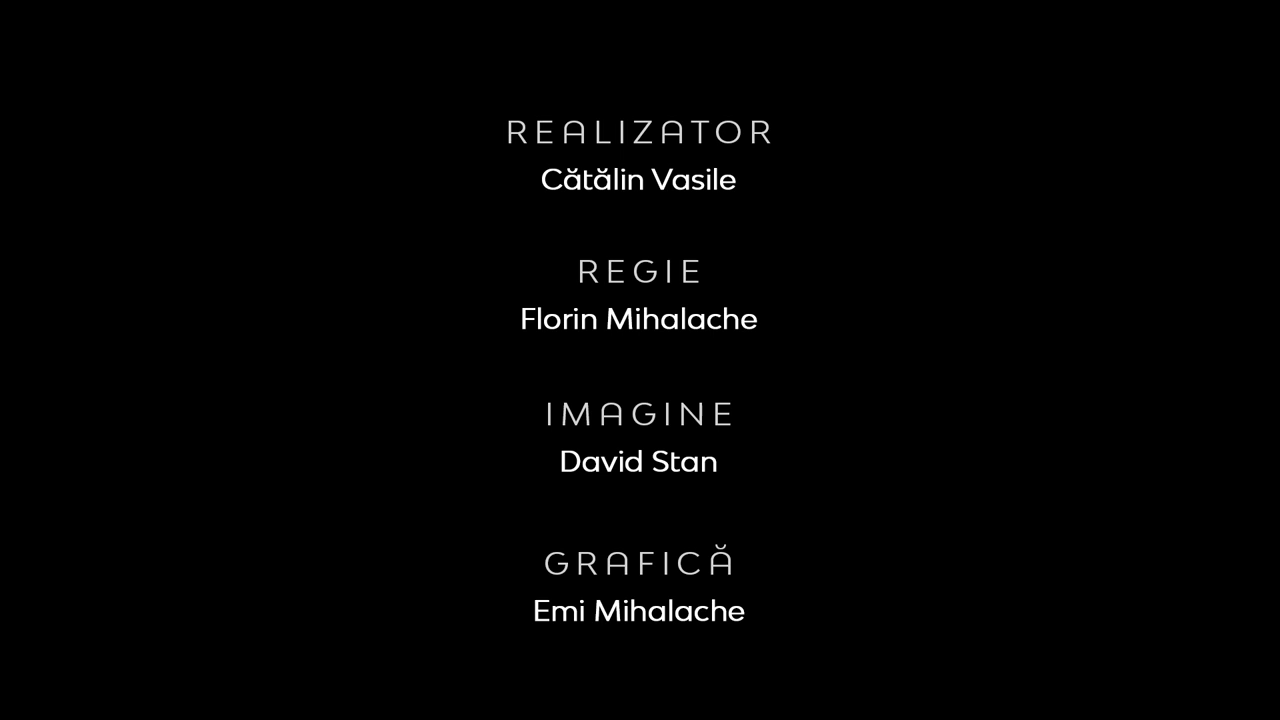 REALIZATOR
Cătălin Vasile
REGIE
Florin Mihalache
IMAGINE
David Stan
GRAFICĂ
Emi Mihalache